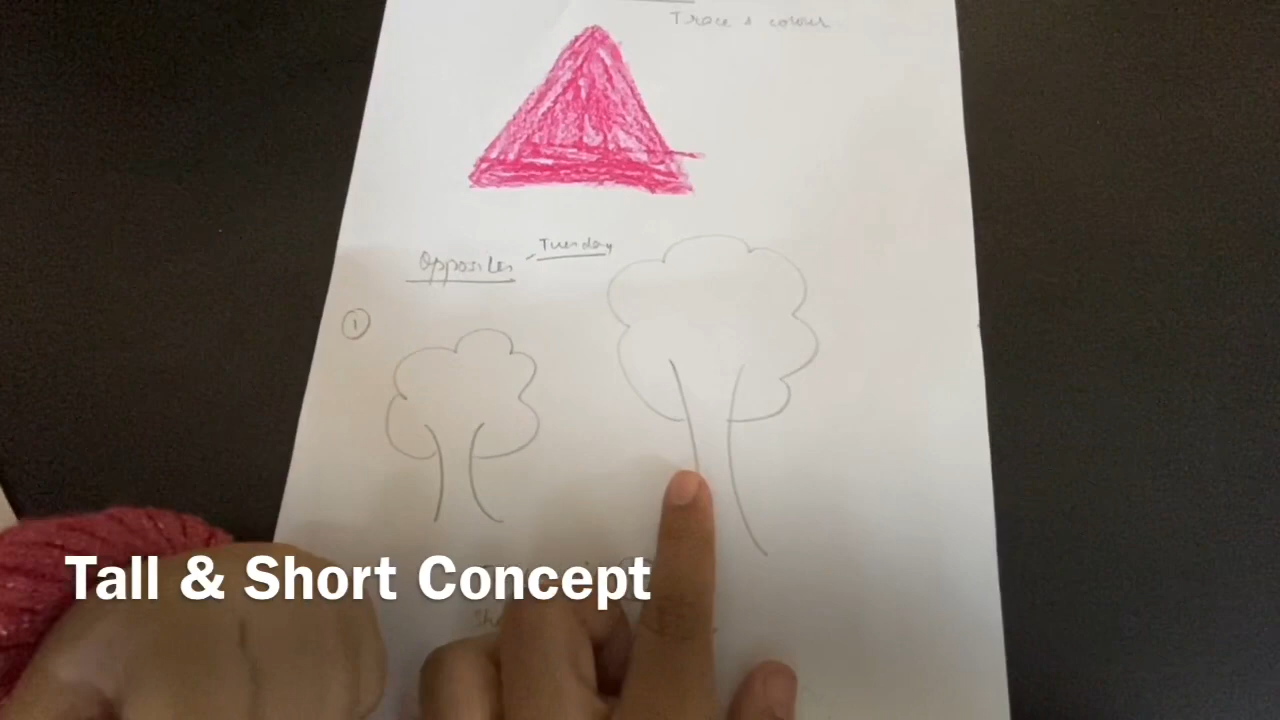 Trace & colour
Opposites - Tuesday
1
Tall & Short Concept